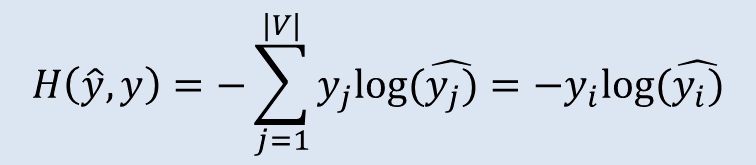 H(ŷ, y) = −∑_{j=1}^{|V|} y_j log(ŷ_j) = −y_i log(ŷ_i)